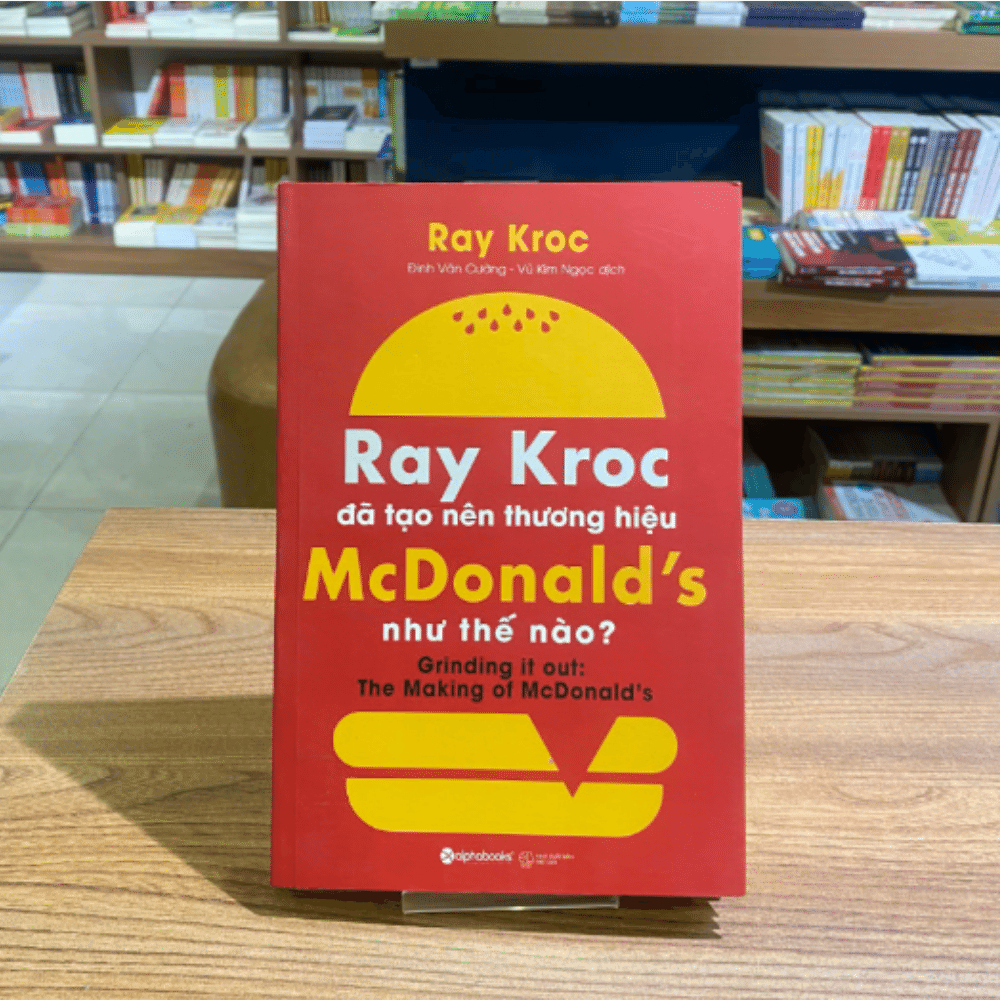 Ray Kroc
Đinh Văn Cường - Vũ Kim Ngọc dịch
Ray Kroc
đã tạo nên thương hiệu
McDonald's
như thế nào?
Grinding it out:
The Making of McDonald's
alphabooks